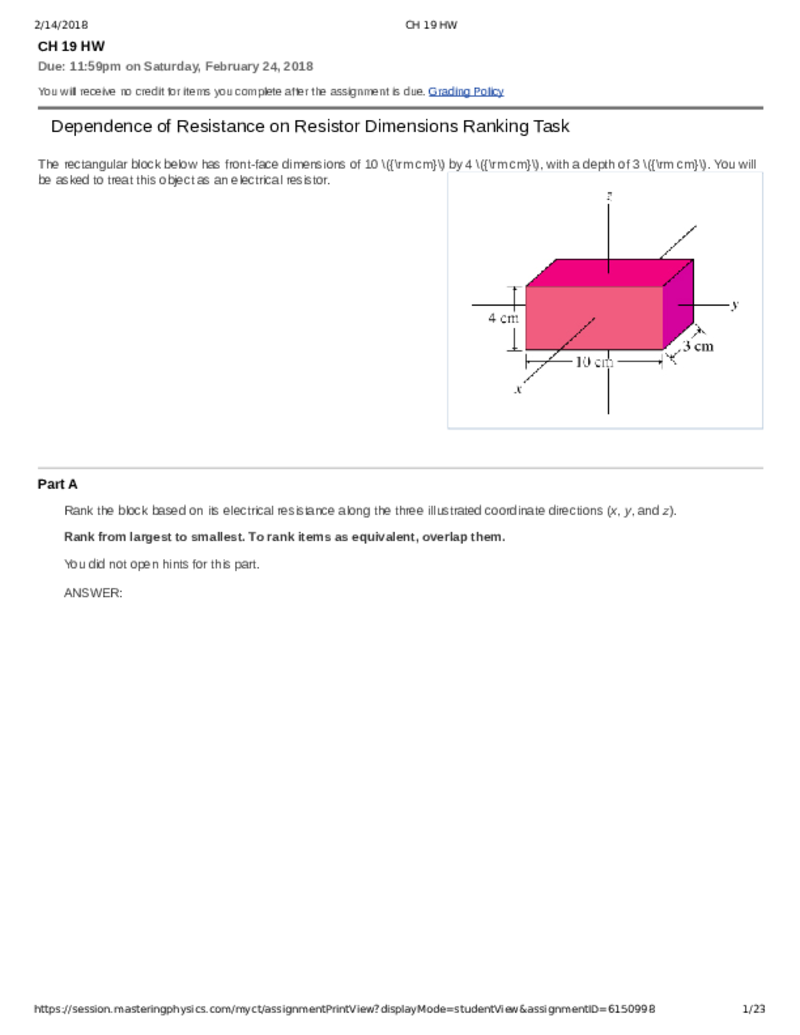 2/14/2018 CH 19 HW
CH 19 HW
Due: 11:59pm on Saturday, February 24, 2018
You will receive no credit for items you complete after the assignment is due. Grading Policy
Dependence of Resistance on Resistor Dimensions Ranking Task
The rectangular block below has front-face dimensions of 10 \({\rm cm}\) by 4 \({\rm cm}\), with a depth of 3 \({\rm cm}\). You will
be asked to treat this object as an electrical resistor.
z
y
4 cm
3 cm
10 cm
x
Part A
Rank the block based on its electrical resistance along the three illustrated coordinate directions (x, y, and z).
Rank from largest to smallest. To rank items as equivalent, overlap them.
You did not open hints for this part.
ANSWER:
https://session.masteringphysics.com/myct/assignmentPrintView?displayMode=studentView&assignmentID=6150998 1/23